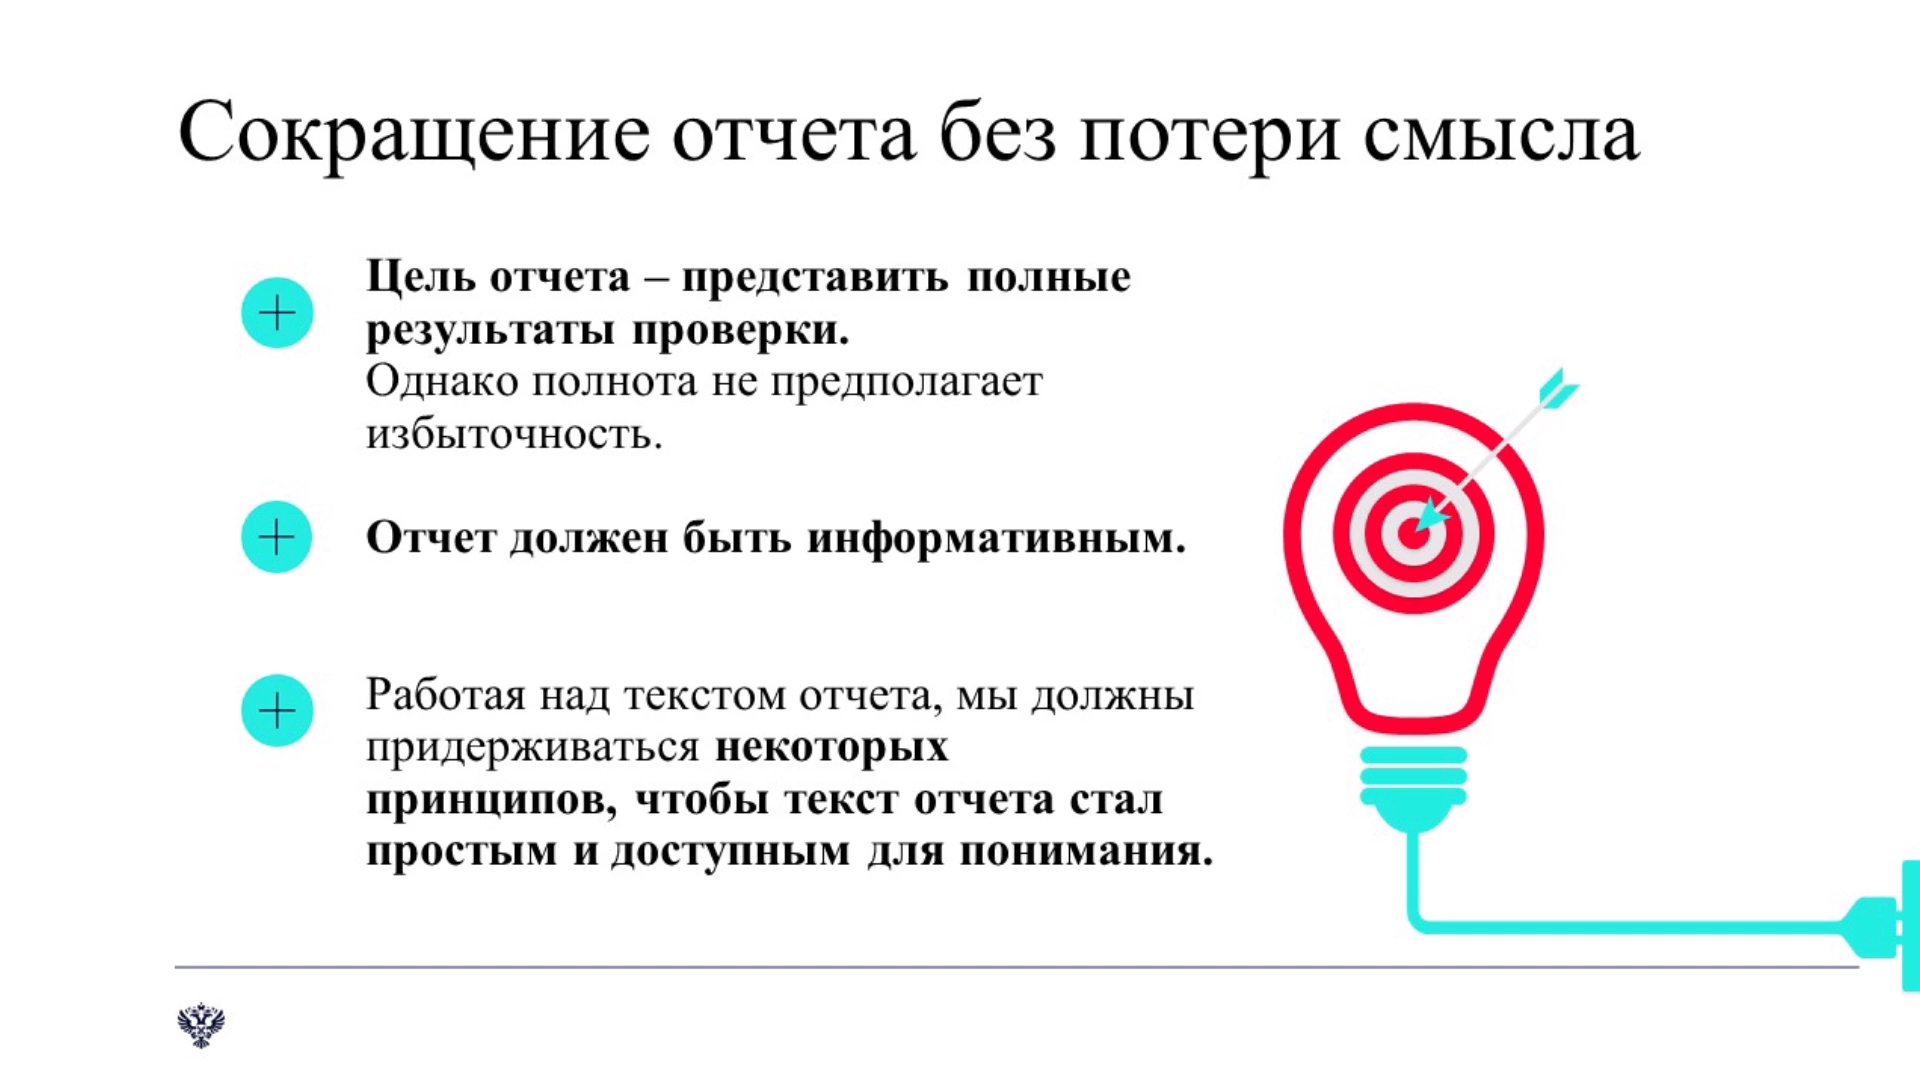 Сокращение отчета без потери смысла
Цель отчета – представить полные
результаты проверки.
Однако полнота не предполагает
избыточность.
Отчет должен быть информативным.
Работая над текстом отчета, мы должны
придерживаться некоторых
принципов, чтобы текст отчета стал
простым и доступным для понимания.